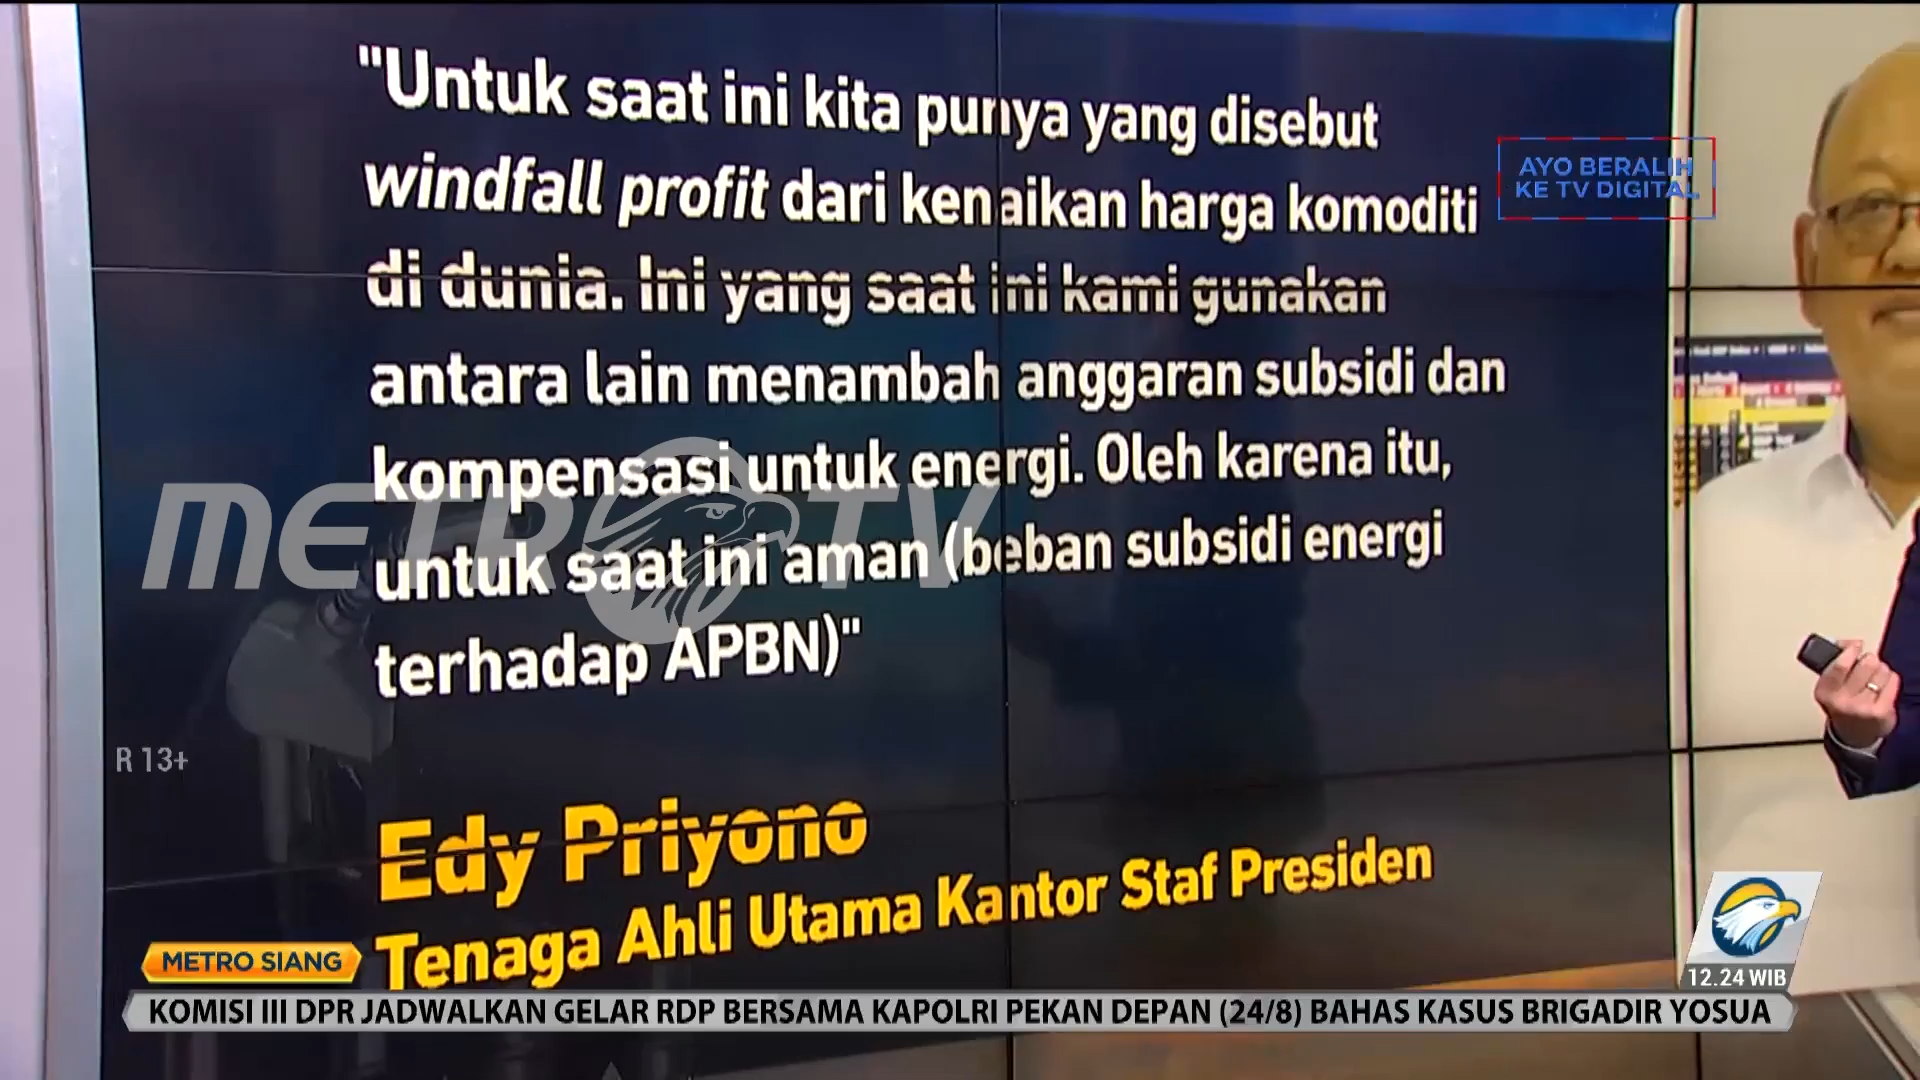 "Untuk saat ini kita punya yang disebut
windfall profit dari kenaikan harga komoditi
di dunia. Ini yang saat ini kami gunakan
antara lain menambah anggaran subsidi dan
kompensasi untuk energi. Oleh karena itu,
untuk saat ini aman (beban subsidi energi
terhadap APBN)"
AYO BERALIH
KE TV DIGITAL
METRO TV
R 13+
Edy Priyono
Tenaga Ahli Utama Kantor Staf Presiden
METRO SIANG
12.24 WIB
KOMISI III DPR JADWALKAN GELAR RDP BERSAMA KAPOLRI PEKAN DEPAN (24/8) BAHAS KASUS BRIGADIR YOSUA